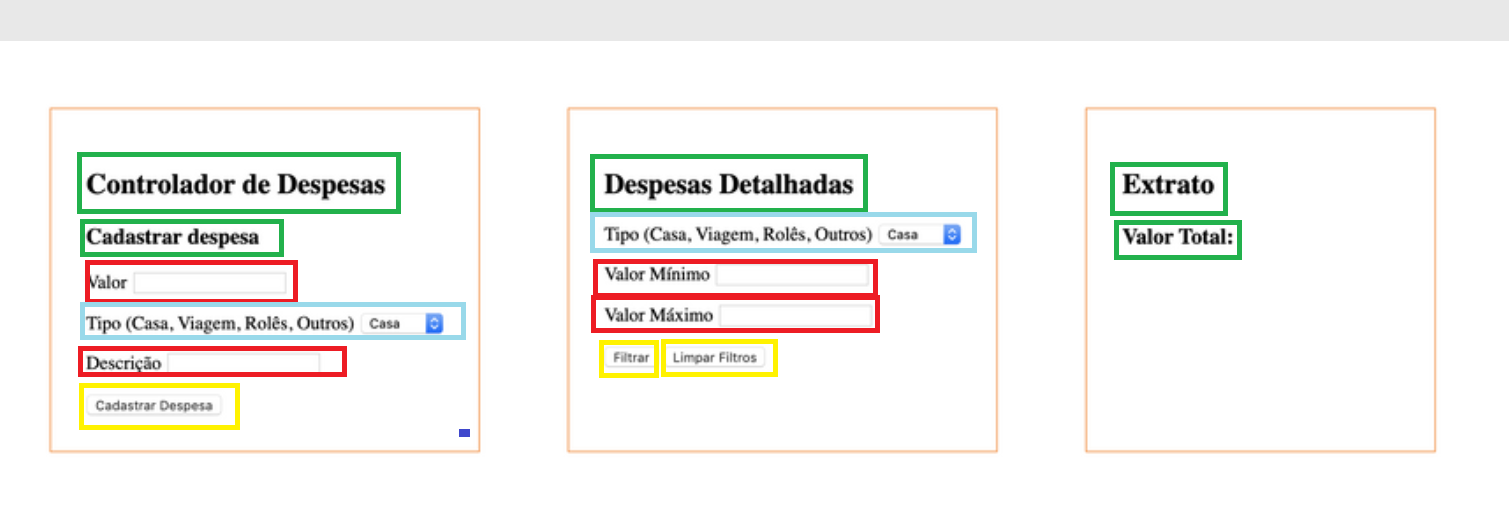 Controlador de Despesas
Cadastrar despesa
Valor
Tipo (Casa, Viagem, Rolês, Outros) Casa
Descrição
Cadastrar Despesa
Despesas Detalhadas
Tipo (Casa, Viagem, Rolês, Outros) Casa
Valor Mínimo
Valor Máximo
Filtrar Limpar Filtros
Extrato
Valor Total: